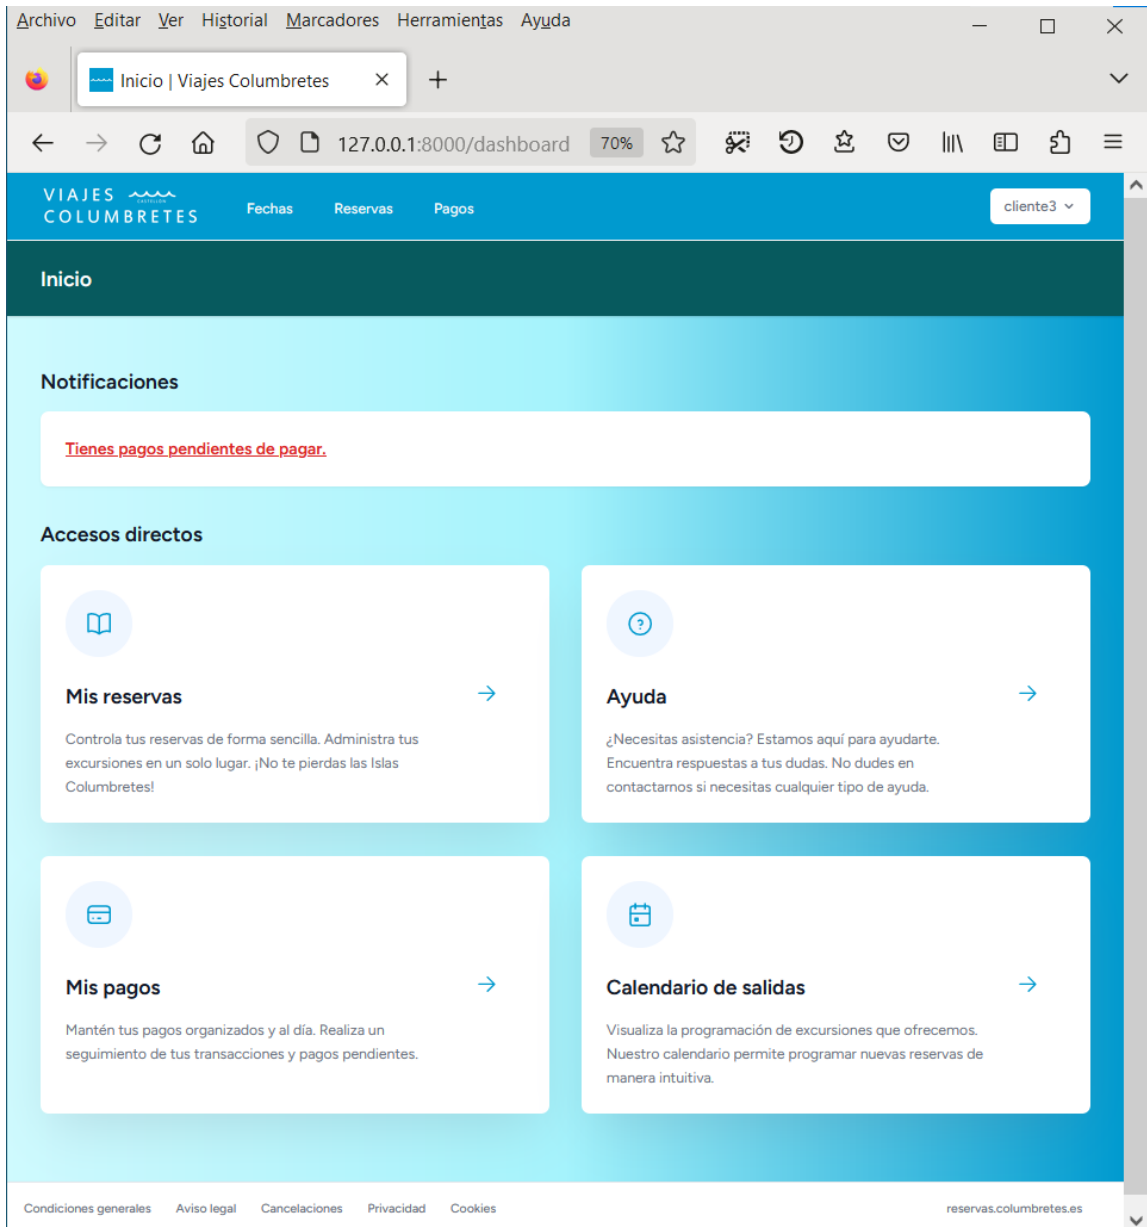 Archivo Editar Ver Historial Marcadores Herramientas Ayuda
Inicio | Viajes Columbretes
127.0.0.1:8000/dashboard 70%
VIAJES
CASTELLÓN
COLUMBRETES
Fechas Reservas Pagos
cliente3
Inicio
Notificaciones
Tienes pagos pendientes de pagar.
Accesos directos
Mis reservas
Controla tus reservas de forma sencilla. Administra tus
excursiones en un solo lugar. ¡No te pierdas las Islas
Columbretes!
Ayuda
¿Necesitas asistencia? Estamos aquí para ayudarte.
Encuentra respuestas a tus dudas. No dudes en
contactarnos si necesitas cualquier tipo de ayuda.
Mis pagos
Mantén tus pagos organizados y al día. Realiza un
seguimiento de tus transacciones y pagos pendientes.
Calendario de salidas
Visualiza la programación de excursiones que ofrecemos.
Nuestro calendario permite programar nuevas reservas de
manera intuitiva.
Condiciones generales Aviso legal Cancelaciones Privacidad Cookies
reservas.columbretes.es